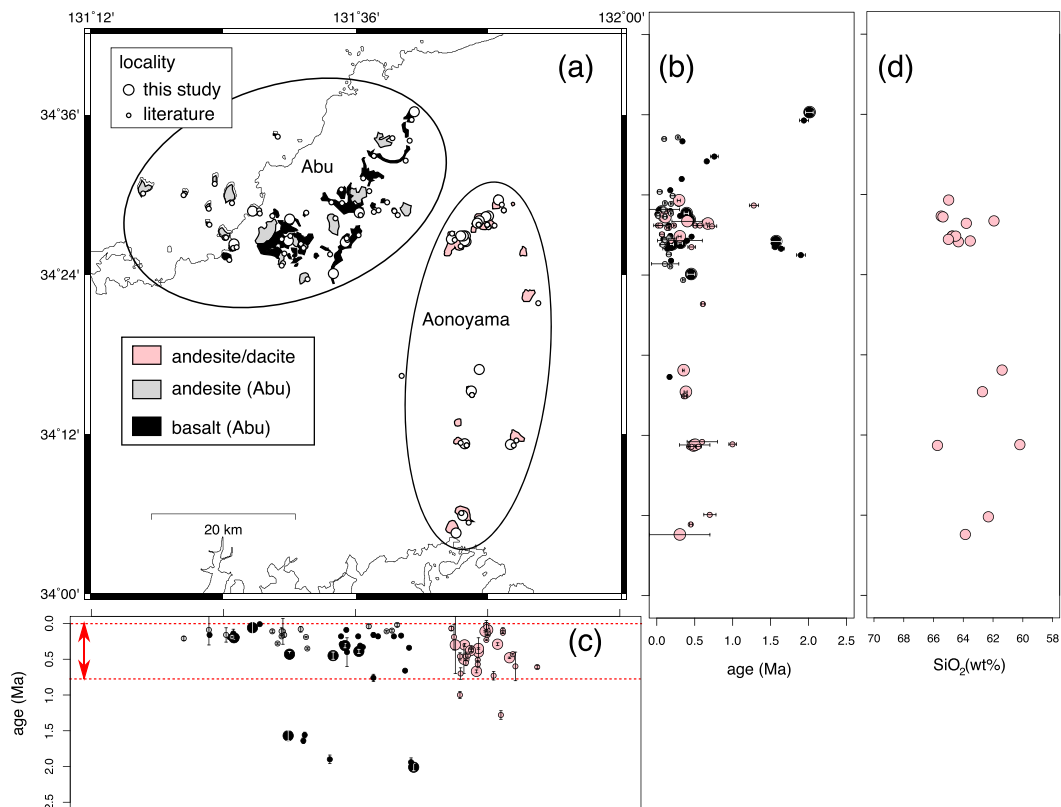 131˚12'
131˚36'
132˚00'
(a)
(b)
(d)
locality
this study
literature
34˚36'
Abu
34˚24'
Aonoyama
andesite/dacite
andesite (Abu)
basalt (Abu)
34˚12'
20 km
34˚00'
0.0 0.5 1.0 1.5 2.0 2.5
age (Ma)
70 68 66 64 62 60 58
SiO₂(wt%)
(c)
0.0
0.5
1.0
1.5
2.0
2.5
age (Ma)